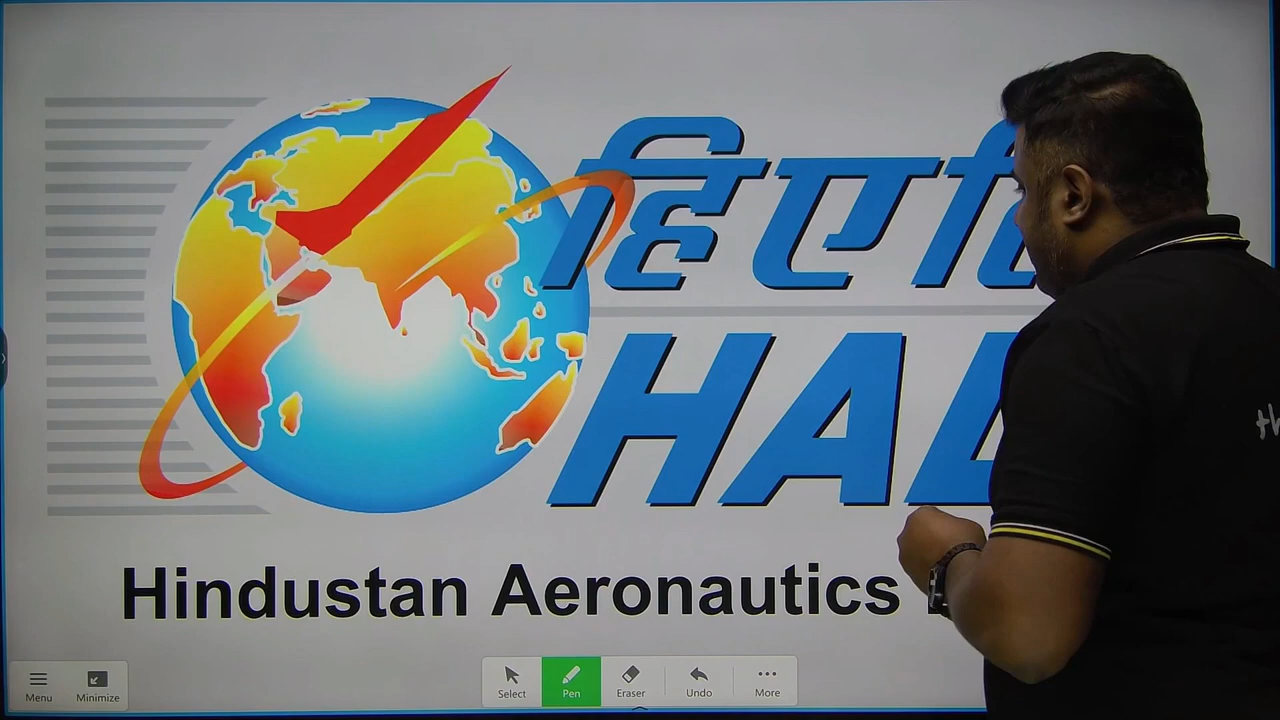 हिएलि
HAL
Hindustan Aeronautics
Menu
Minimize
Select
Pen
Eraser
Undo
More